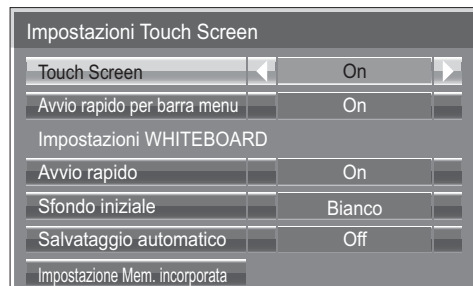 Impostazioni Touch Screen
Touch Screen On
Avvio rapido per barra menu On
Impostazioni WHITEBOARD
Avvio rapido On
Sfondo iniziale Bianco
Salvataggio automatico Off
Impostazione Mem. incorporata